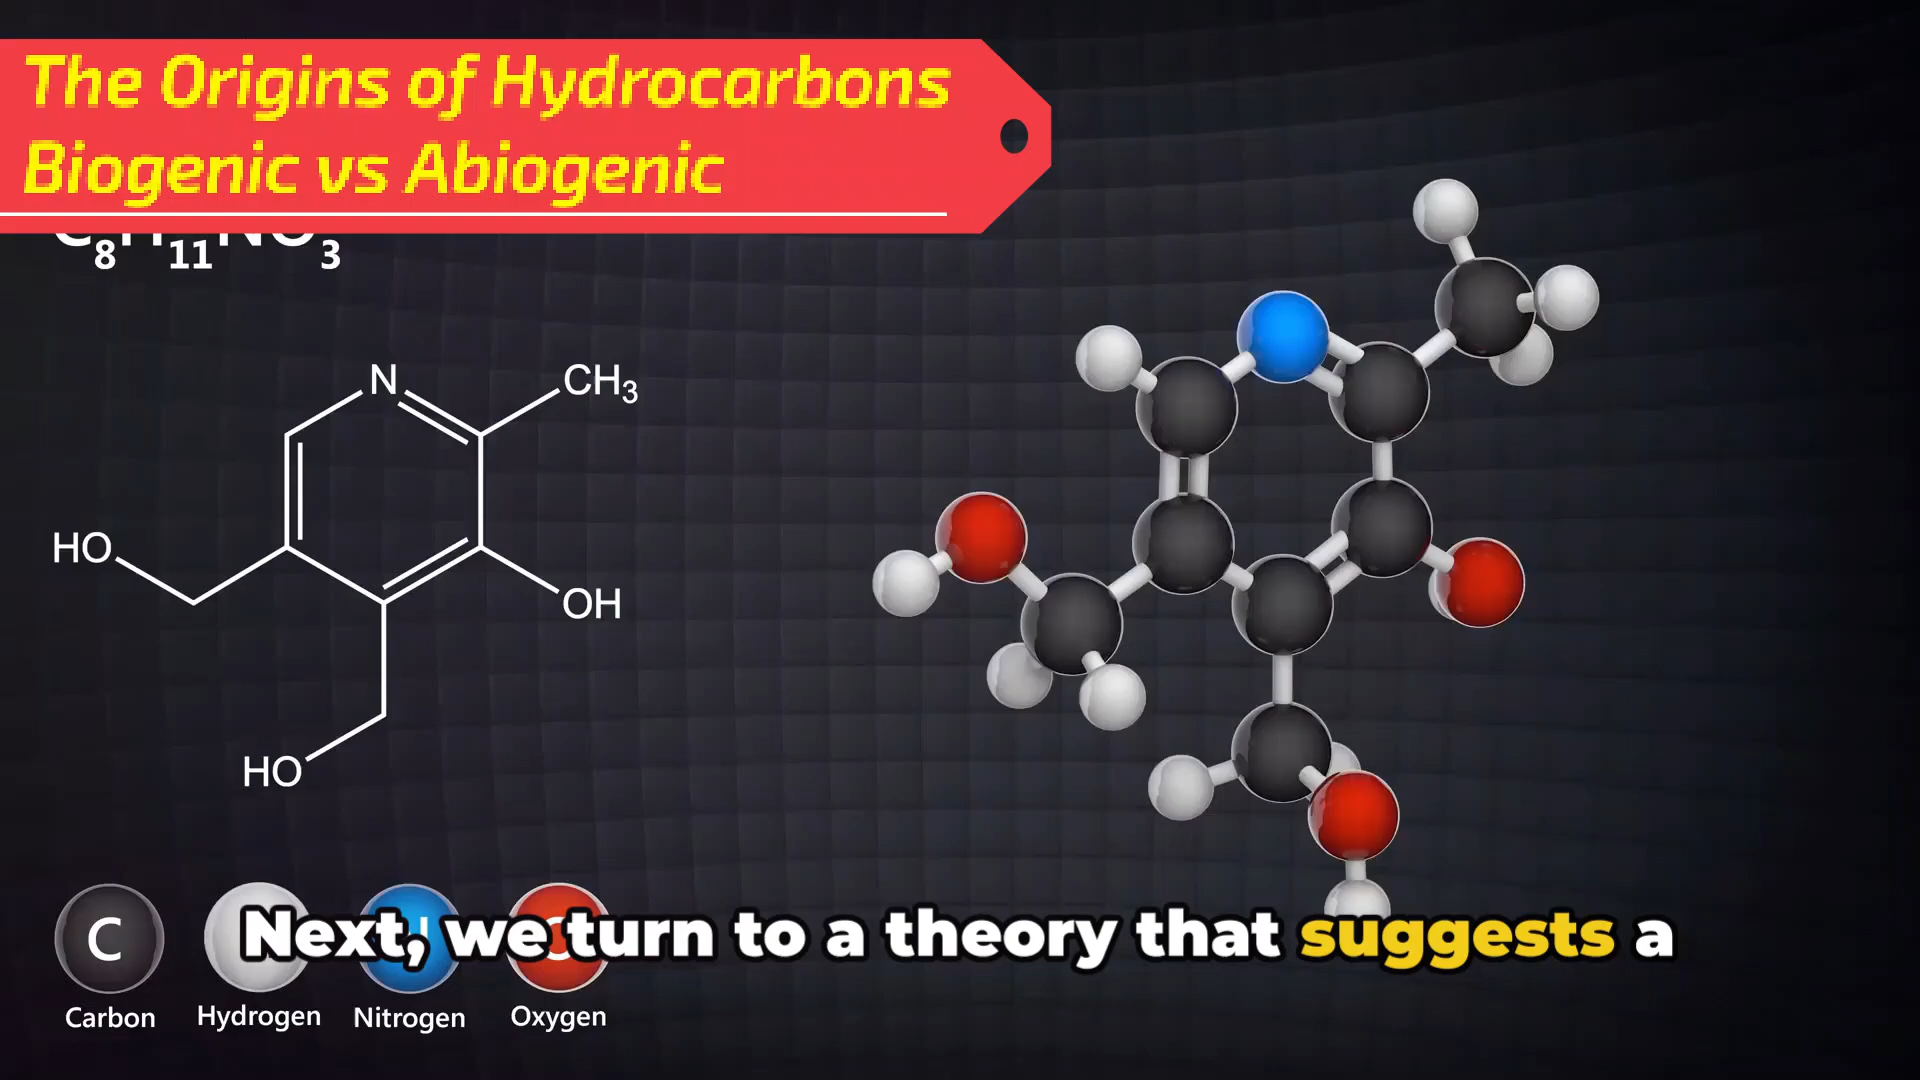 The Origins of Hydrocarbons
Biogenic vs Abiogenic
C8H11NO3
N
CH3
HO
OH
HO
C
Next, we turn to a theory that suggests a
Carbon
Hydrogen
Nitrogen
Oxygen